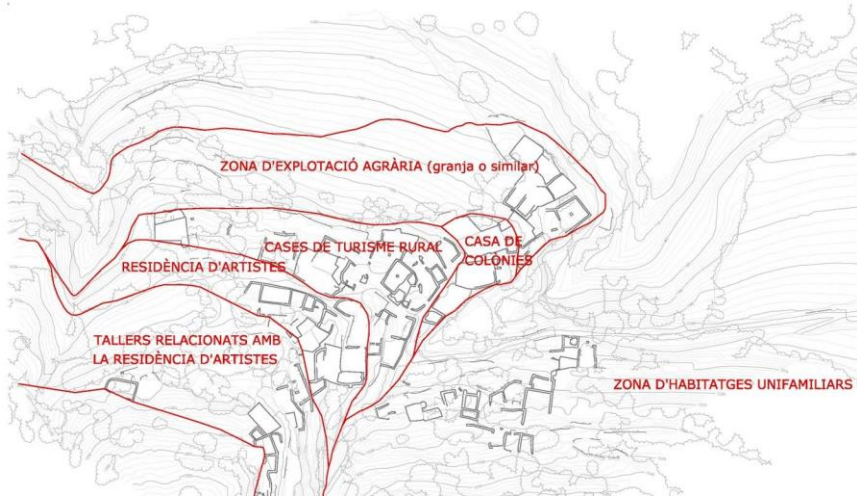 ZONA D'EXPLOTACIÓ AGRÀRIA (granja o similar)
CASES DE TURISME RURAL
CASA DE
COLÒNIES
RESIDÈNCIA D'ARTISTES
TALLERS RELACIONATS AMB
LA RESIDÈNCIA D'ARTISTES
ZONA D'HABITATGES UNIFAMILIARS